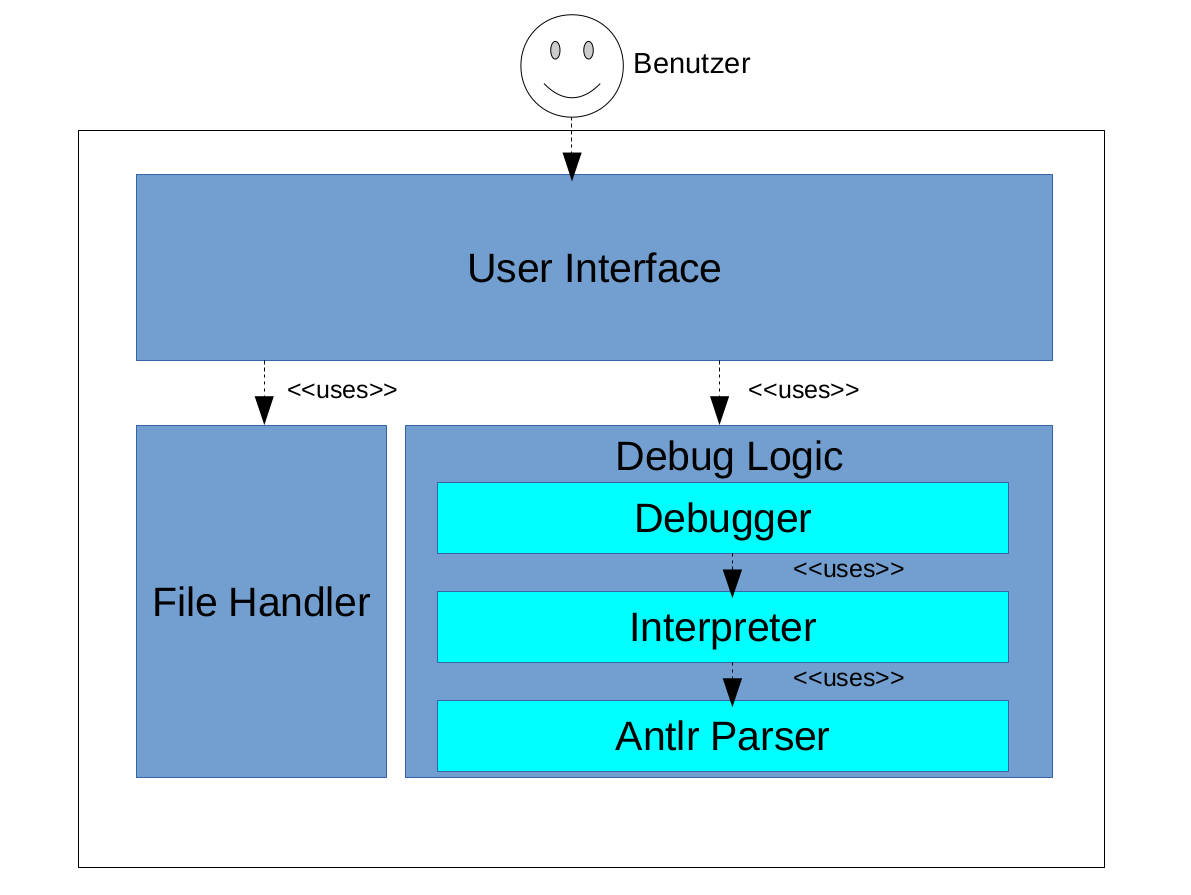 Benutzer
User Interface
<<uses>>
<<uses>>
File Handler
Debug Logic
Debugger
<<uses>>
Interpreter
<<uses>>
Antlr Parser